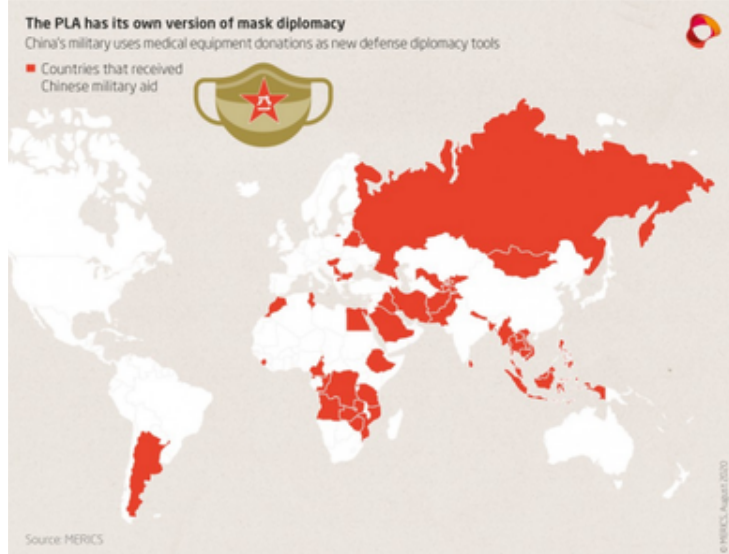 The PLA has its own version of mask diplomacy
China's military uses medical equipment donations as new defense diplomacy tools
Countries that received
Chinese military aid
Source: MERICS
© MERICS, August 2020